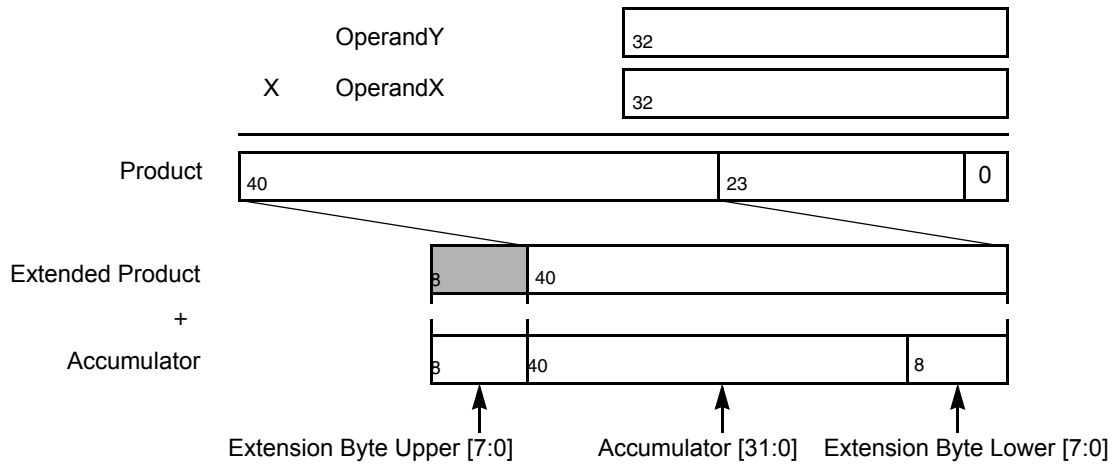 OperandY 32
X OperandX 32
Product 40 23 0
Extended Product 8 40
+
Accumulator 8 40 8
Extension Byte Upper [7:0] Accumulator [31:0] Extension Byte Lower [7:0]